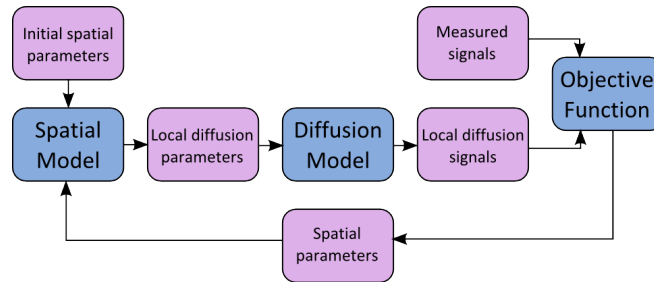 Initial spatial
parameters
Measured
signals
Objective
Function
Spatial
Model
Local diffusion
parameters
Diffusion
Model
Local diffusion
signals
Spatial
parameters